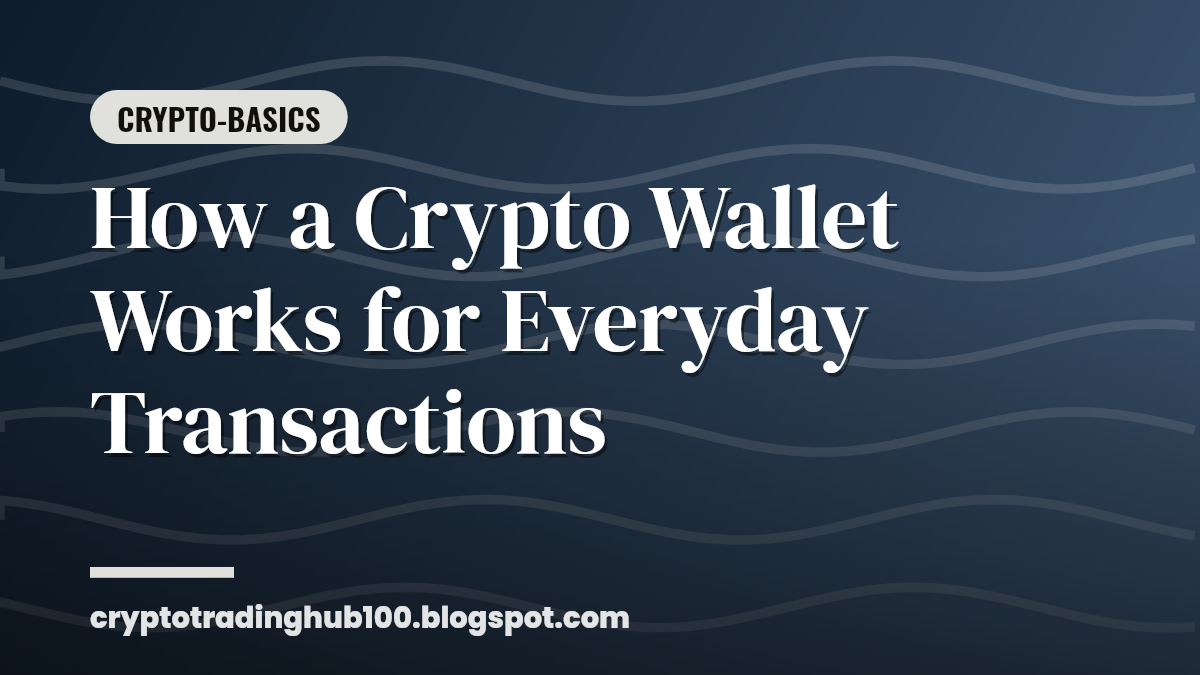 CRYPTO-BASICS
How a Crypto Wallet
Works for Everyday
Transactions
cryptotradinghub100.blogspot.com